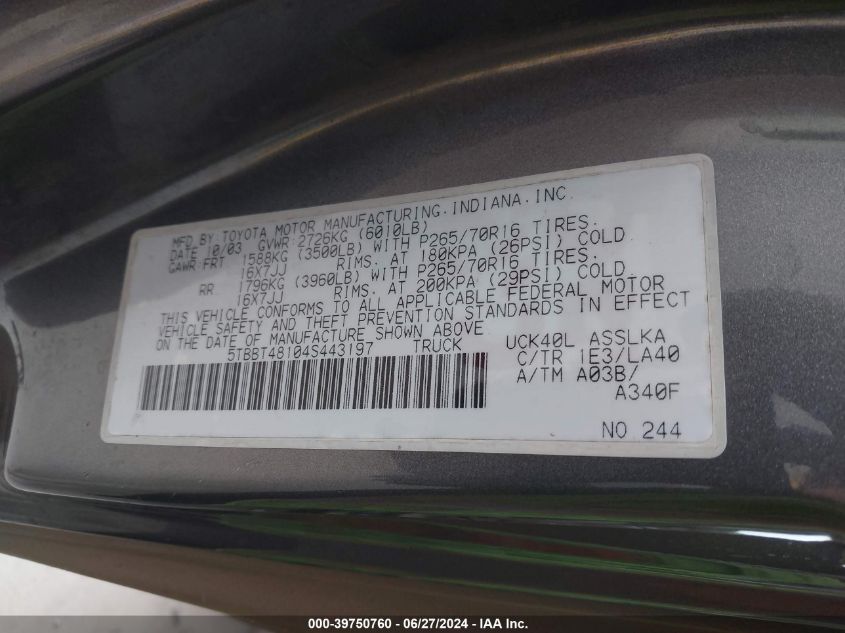 MFD.BY:TOYOTA MOTOR MANUFACTURING.INDIANA.INC.
DATE 10/03 GVWR:2726KG (6010LB)
GAWR:FRT 1588KG (3500LB) WITH P265/70R16 TIRES.
16X7JJ RIMS. AT 180KPA (26PSI) COLD.
RR 1796KG (3960LB) WITH P265/70R16 TIRES.
16X7JJ RIMS. AT 200KPA (29PSI) COLD.
THIS VEHICLE CONFORMS TO ALL APPLICABLE FEDERAL MOTOR
VEHICLE SAFETY AND THEFT PREVENTION STANDARDS IN EFFECT
ON THE DATE OF MANUFACTURE SHOWN ABOVE
5TBBT48104S443197 TRUCK
UCK40L ASSLKA
C/TR 1E3/LA40
A/TM A03B/
A340F
NO 244
000-39750760 - 06/27/2024 - IAA Inc.